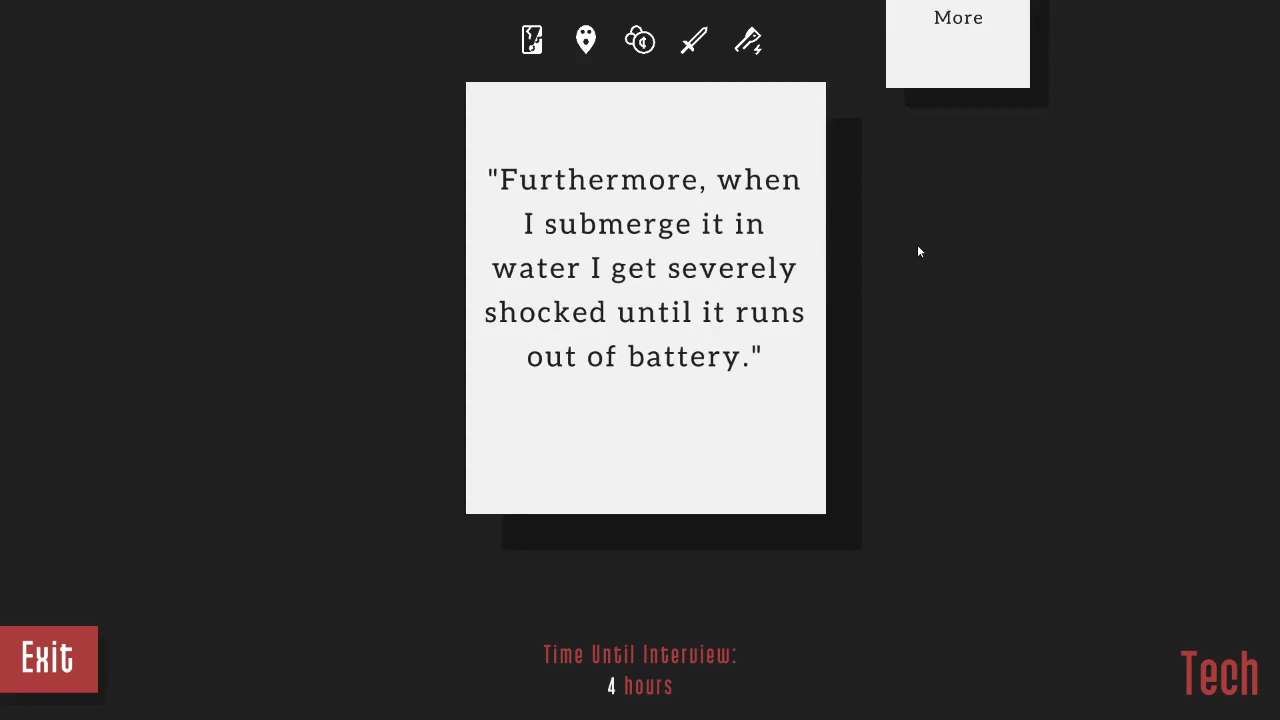 More
"Furthermore, when
I submerge it in
water I get severely
shocked until it runs
out of battery."
Exit
Time Until Interview:
4 hours
Tech